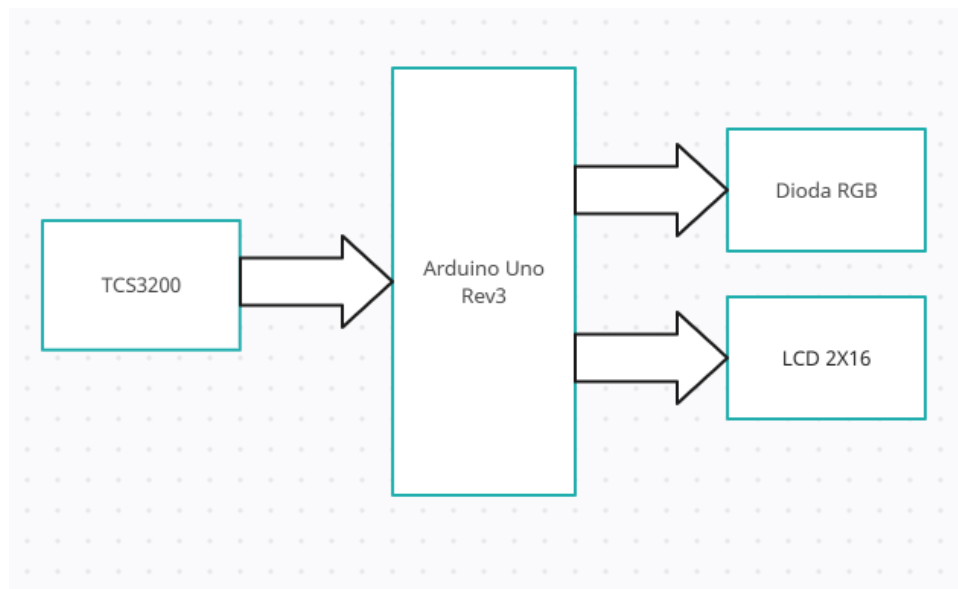 TCS3200
Arduino Uno
Rev3
Dioda RGB
LCD 2X16